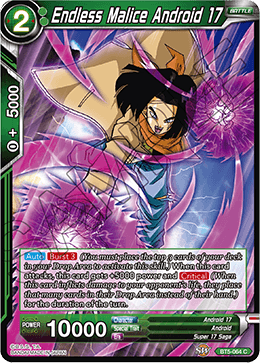 2
Endless Malice Android 17
BATTLE
0 + 5000
Auto Burst 3 (You must place the top 3 cards of your deck
in your Drop Area to activate this skill.) When this card
attacks, this card gets +5000 power and Critical (When
this card inflicts damage to your opponent's life, they place
that many cards in their Drop Area instead of their hand.)
for the duration of the turn.
POWER
10000
Character
Android 17
Special Trait
Android
Era
Super 17 Saga
BT5-064 C